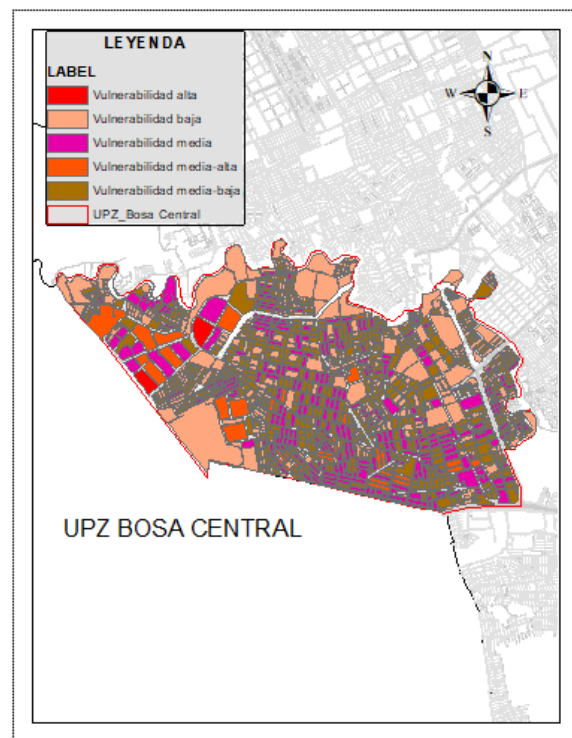 LEYENDA
LABEL
Vulnerabilidad alta
Vulnerabilidad baja
Vulnerabilidad media
Vulnerabilidad media-alta
Vulnerabilidad media-baja
UPZ_Bosa Central
N
W E
S
UPZ BOSA CENTRAL